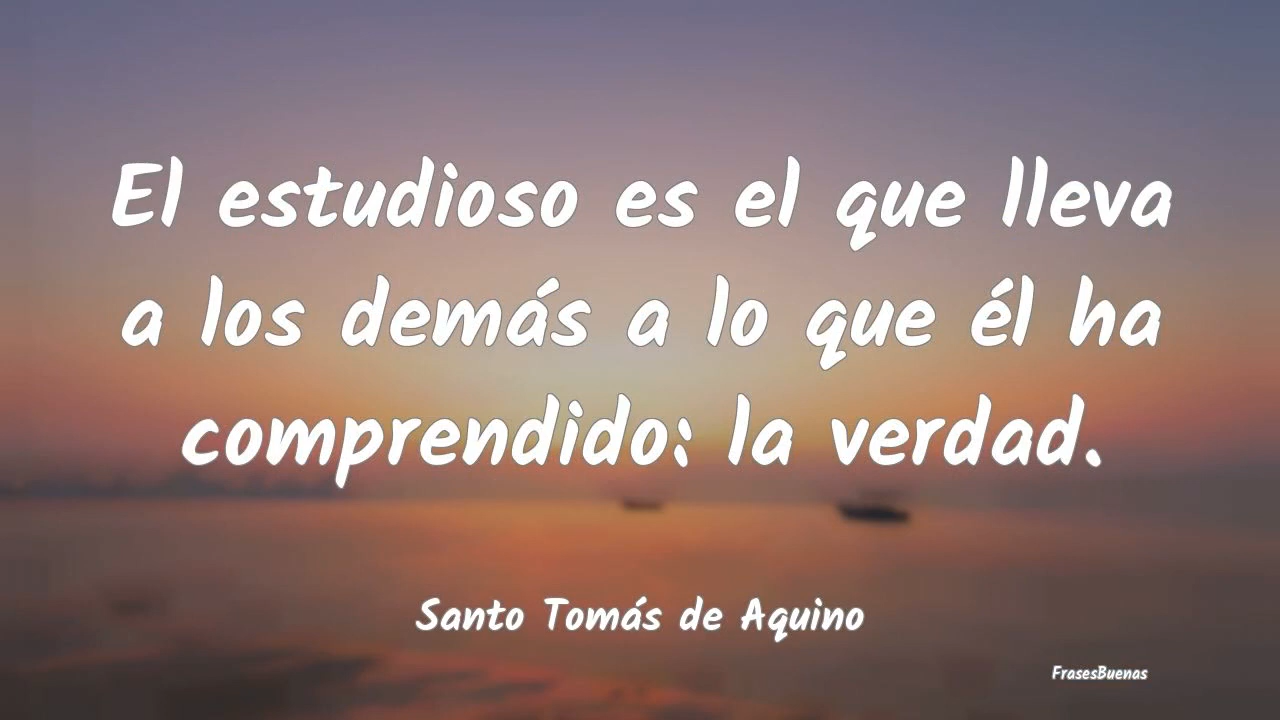 El estudioso es el que lleva
a los demás a lo que él ha
comprendido: la verdad.
Santo Tomás de Aquino
FrasesBuenas